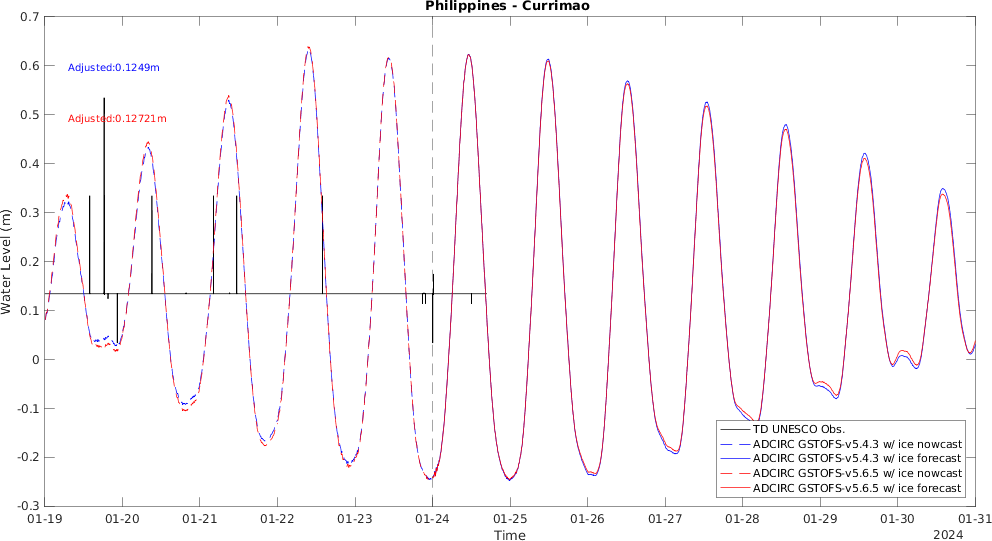 Philippines - Currimao
0.7
0.6
0.5
0.4
0.3
0.2
0.1
0
-0.1
-0.2
-0.3
Water Level (m)
Adjusted:0.1249m
Adjusted:0.12721m
TD UNESCO Obs.
ADCIRC GSTOFS-v5.4.3 w/ ice nowcast
ADCIRC GSTOFS-v5.4.3 w/ ice forecast
ADCIRC GSTOFS-v5.6.5 w/ ice nowcast
ADCIRC GSTOFS-v5.6.5 w/ ice forecast
01-19 01-20 01-21 01-22 01-23 01-24 01-25 01-26 01-27 01-28 01-29 01-30 01-31
Time
2024